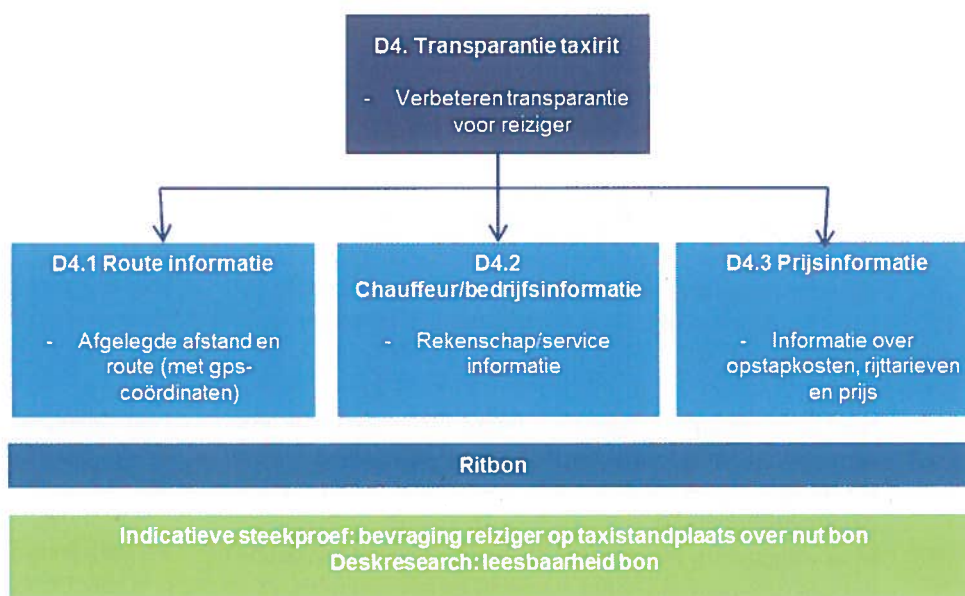 D4. Transparantie taxirit
- Verbeteren transparantie
voor reiziger
D4.1 Route informatie
- Afgelegde afstand en
route (met gps-
coördinaten)
D4.2
Chauffeur/bedrijfsinformatie
- Rekenschap/service
informatie
D4.3 Prijsinformatie
- Informatie over
opstapkosten, rijttarieven
en prijs
Ritbon
Indicatieve steekproef: bevraging reiziger op taxistandplaats over nut bon
Deskresearch: leesbaarheid bon